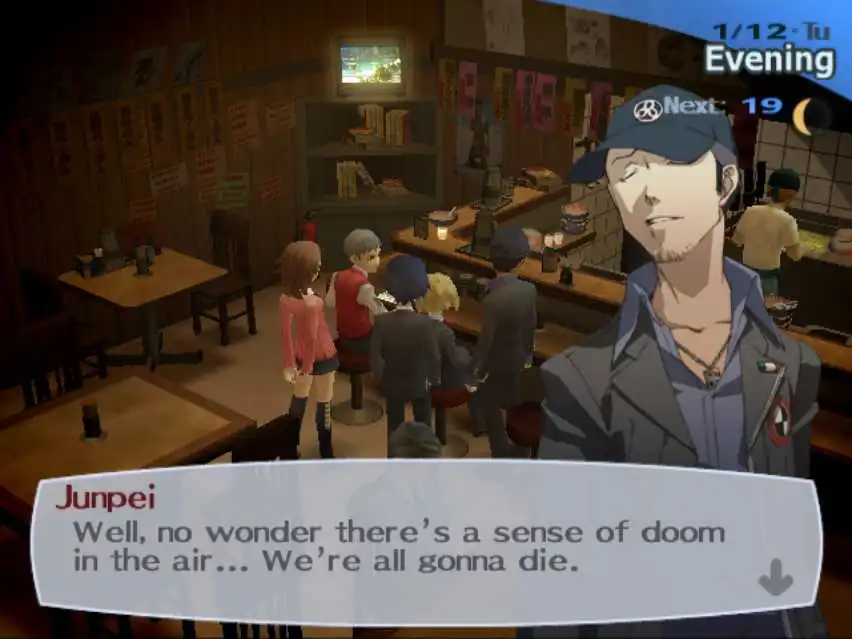 1/12・Tu
Evening
Next: 19
Junpei
Well, no wonder there's a sense of doom
in the air... We're all gonna die.